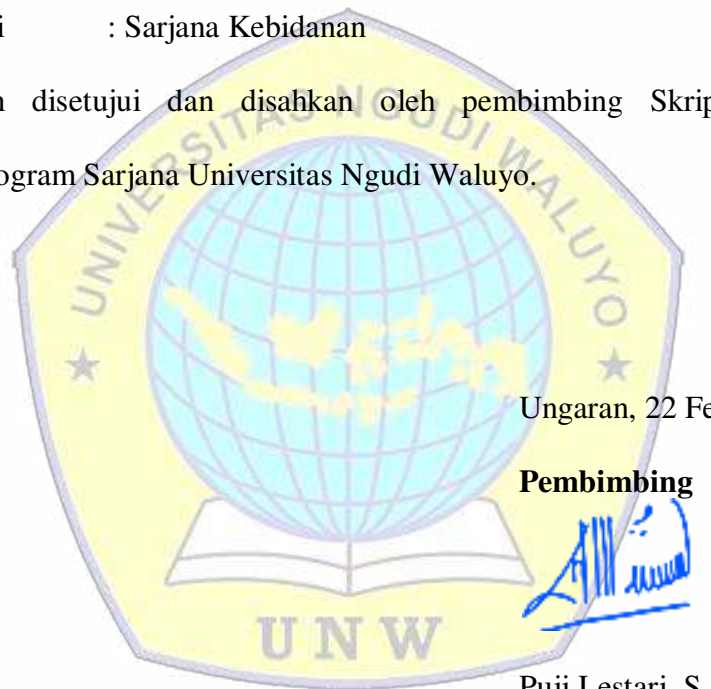 i : Sarjana Kebidanan
disetujui dan disahkan oleh pembimbing Skrip
ogram Sarjana Universitas Ngudi Waluyo.
UNIVERSITAS NGUDI WALUYO
Ungaran, 22 Fe
Pembimbing
UNW
Puji Lestari, S